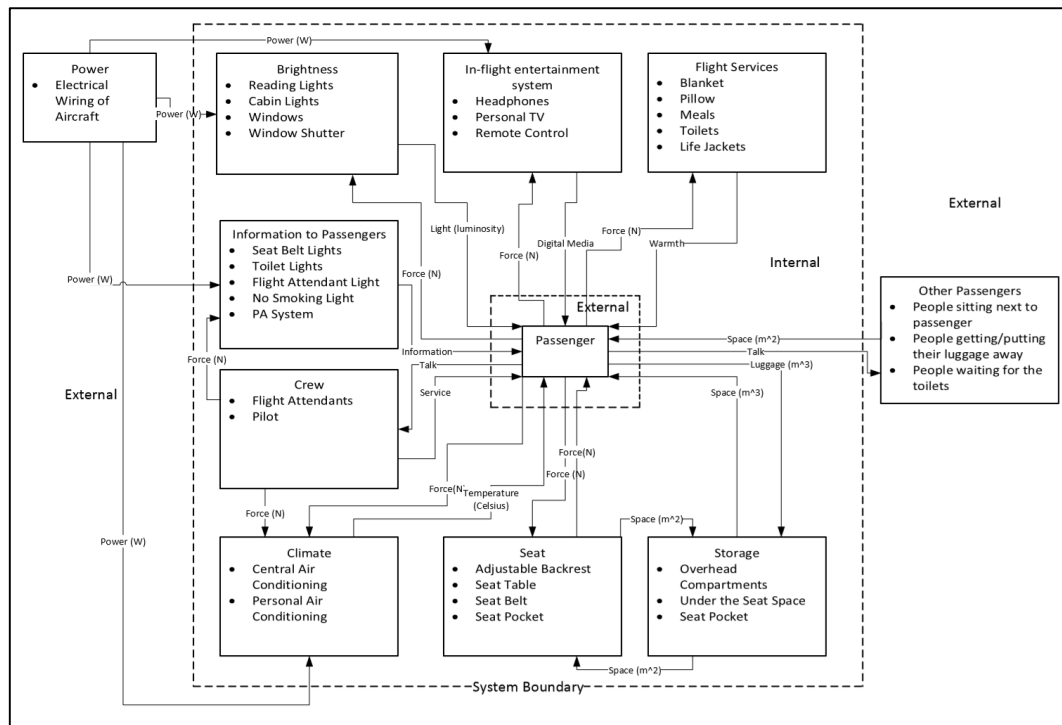 Power (W)
Power
• Electrical
Wiring of
Aircraft
Power (W)
Brightness
• Reading Lights
• Cabin Lights
• Windows
• Window Shutter
In-flight entertainment
system
• Headphones
• Personal TV
• Remote Control
Flight Services
• Blanket
• Pillow
• Meals
• Toilets
• Life Jackets
External
Internal
Light (luminosity)
Force (N)
Force (N)
Digital Media
Force (N)
Warmth
Power (W)
Information to Passengers
• Seat Belt Lights
• Toilet Lights
• Flight Attendant Light
• No Smoking Light
• PA System
External
Passenger
Other Passengers
• People sitting next to
passenger
• People getting/putting
their luggage away
• People waiting for the
toilets
Space (m^2)
Talk
Luggage (m^3)
Space (m^3)
Information
Talk
Service
Force (N)
External
Crew
• Flight Attendants
• Pilot
Force (N)
Force(N)
Temperature
(Celsius)
Force(N)
Force (N)
Power (W)
Climate
• Central Air
Conditioning
• Personal Air
Conditioning
Seat
• Adjustable Backrest
• Seat Table
• Seat Belt
• Seat Pocket
Space (m^2)
Storage
• Overhead
Compartments
• Under the Seat Space
• Seat Pocket
Space (m^2)
System Boundary